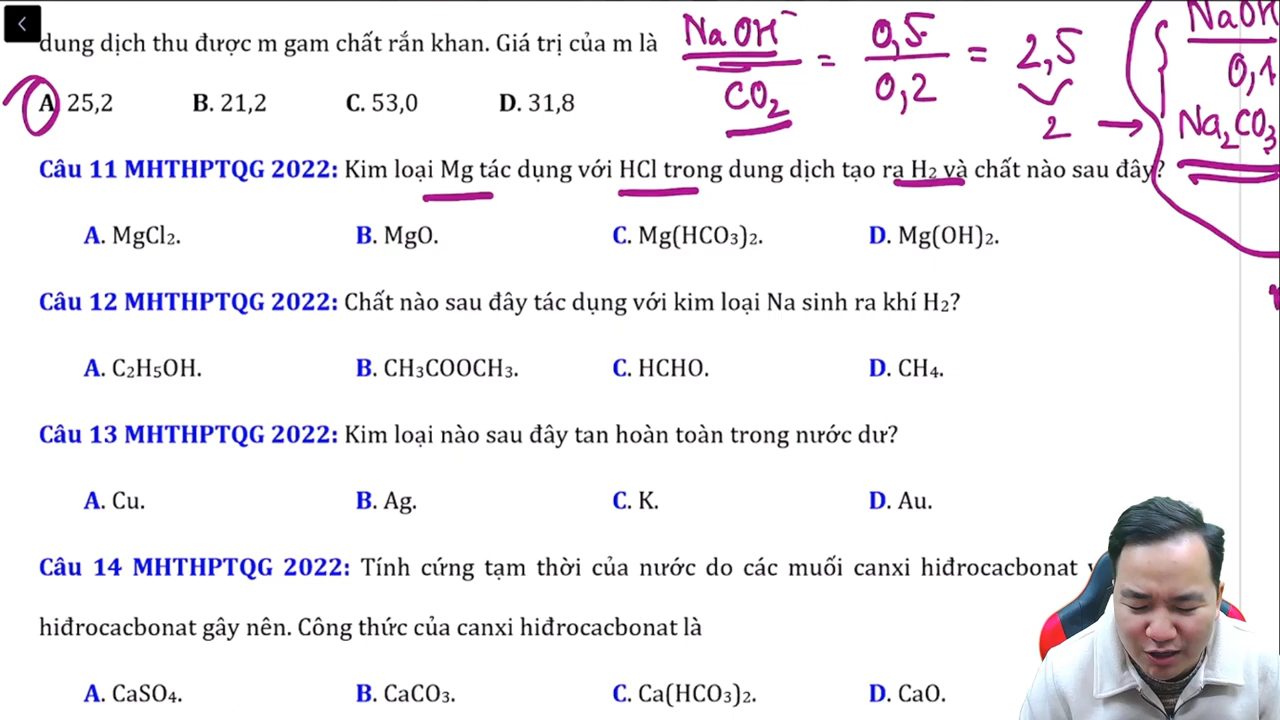 dung dịch thu được m gam chất rắn khan. Giá trị của m là
NaOH⁻ / CO₂ = 0,5 / 0,2 = 2,5
2 →
NaOH
0,1
Na₂CO₃
A 25,2 B. 21,2 C. 53,0 D. 31,8
Câu 11 MHTHPTQG 2022: Kim loại Mg tác dụng với HCl trong dung dịch tạo ra H₂ và chất nào sau đây?
A. MgCl₂. B. MgO. C. Mg(HCO₃)₂. D. Mg(OH)₂.
Câu 12 MHTHPTQG 2022: Chất nào sau đây tác dụng với kim loại Na sinh ra khí H₂?
A. C₂H₅OH. B. CH₃COOCH₃. C. HCHO. D. CH₄.
Câu 13 MHTHPTQG 2022: Kim loại nào sau đây tan hoàn toàn trong nước dư?
A. Cu. B. Ag. C. K. D. Au.
Câu 14 MHTHPTQG 2022: Tính cứng tạm thời của nước do các muối canxi hiđrocacbonat
hiđrocacbonat gây nên. Công thức của canxi hiđrocacbonat là
A. CaSO₄. B. CaCO₃. C. Ca(HCO₃)₂. D. CaO.